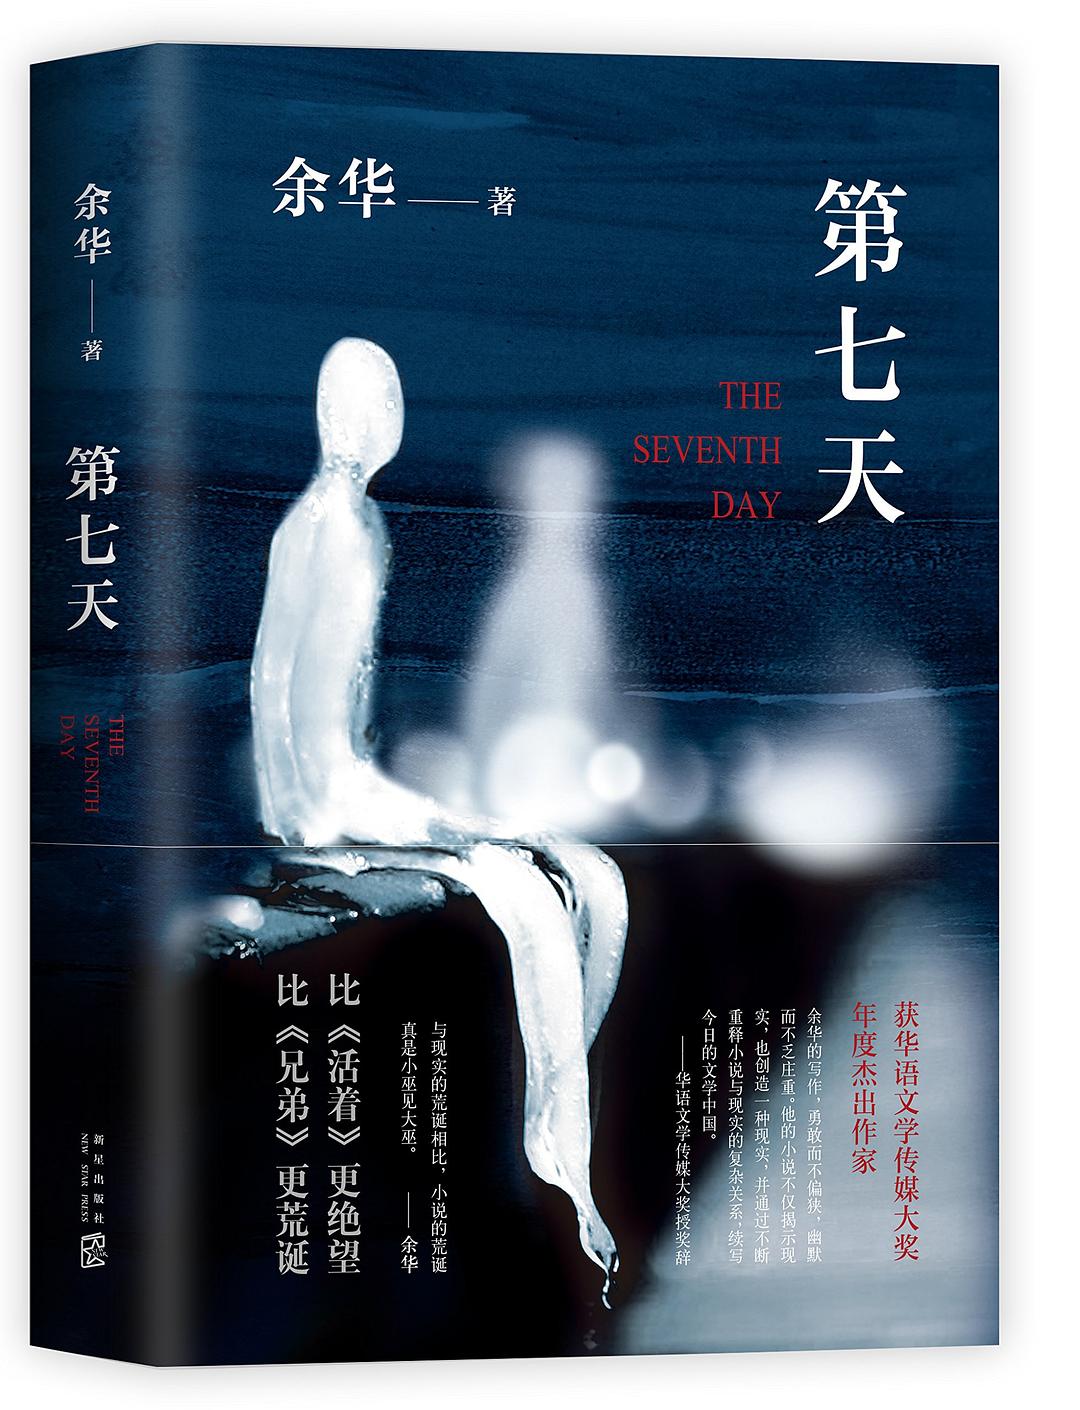 余华——著
第七天
THE
SEVENTH
DAY
获华语文学传媒大奖
年度杰出作家
余华的写作，勇敢而不偏狭，幽默
而不乏庄重。他的小说不仅揭示现
实，也创造一种现实，并通过不断
重释小说与现实的复杂关系，续写
今日的文学中国。
——华语文学传媒大奖授奖辞
与现实的荒诞相比，小说的荒诞
真是小巫见大巫。
——余华
比《活着》更绝望
比《兄弟》更荒诞
余华——著
第七天
THE
SEVENTH
DAY
新星出版社
NEW STAR PRESS